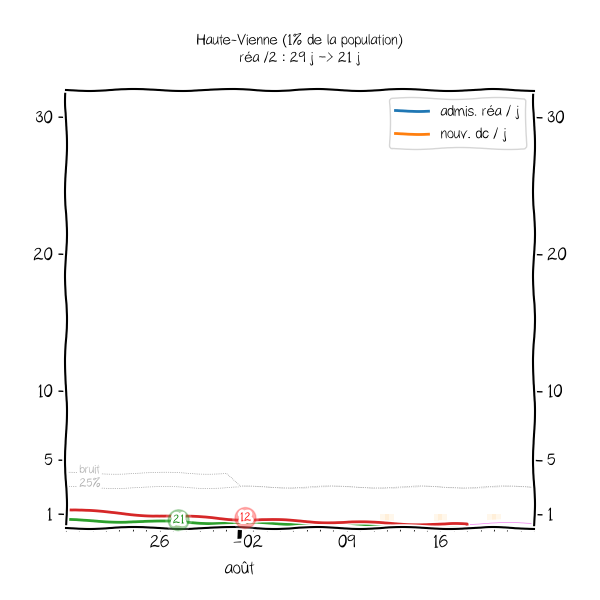 Haute-Vienne (1% de la population)
réa /2 : 29 j -> 21 j
admis. réa / j
nouv. dc / j
30
30
20
20
10
10
5
5
bruit
25%
1
21
12
1
26
02
09
16
août